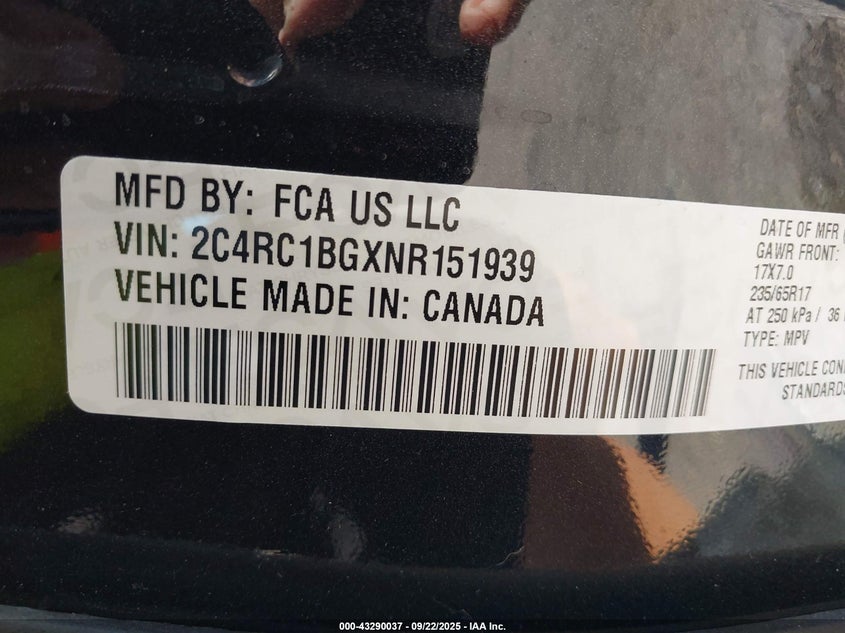 MFD BY: FCA US LLC
VIN: 2C4RC1BGXNR151939
VEHICLE MADE IN: CANADA
DATE OF MFR
GAWR FRONT:
17X7.0
235/65R17
AT 250 kPa / 36
TYPE: MPV
THIS VEHICLE
STANDARDS
000-43290037 - 09/22/2025 - IAA Inc.